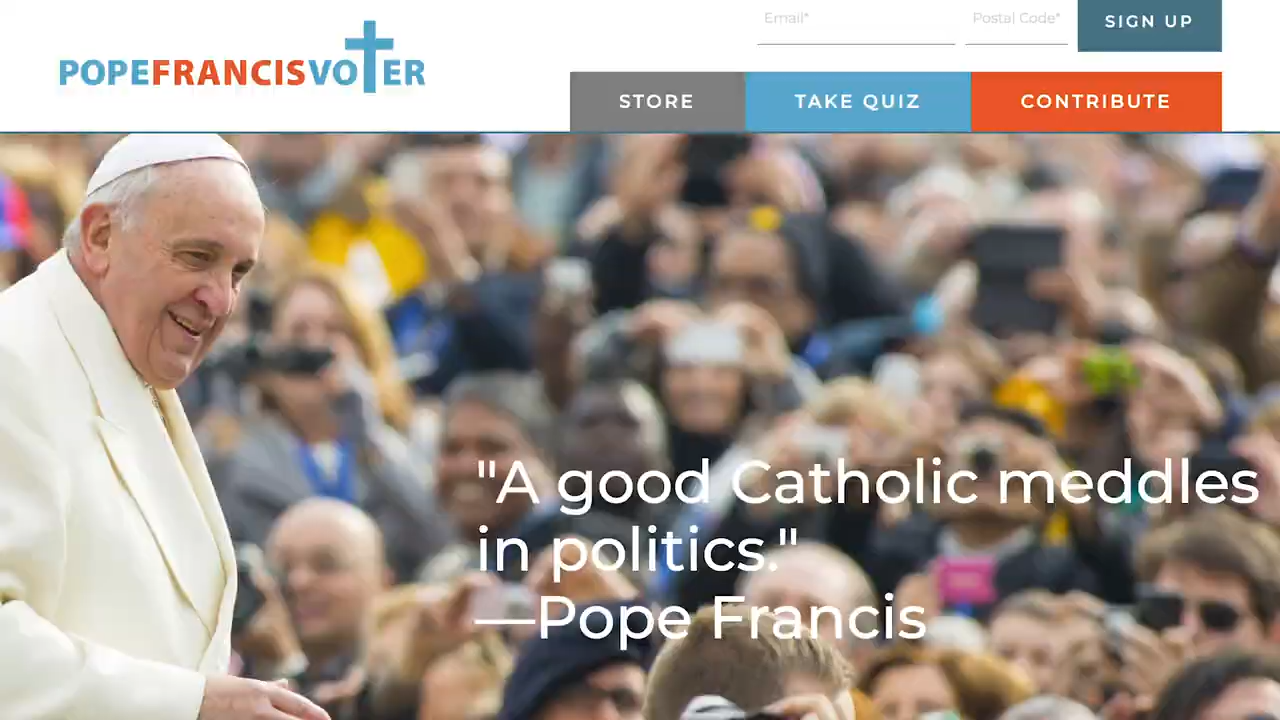 Email*
Postal Code*
SIGN UP
POPEFRANCISVOTER
STORE
TAKE QUIZ
CONTRIBUTE
"A good Catholic meddles
in politics."
—Pope Francis